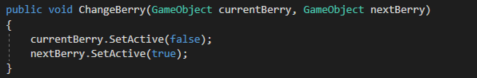 public void ChangeBerry(GameObject currentBerry, GameObject nextBerry)
{
    currentBerry.SetActive(false);
    nextBerry.SetActive(true);
}